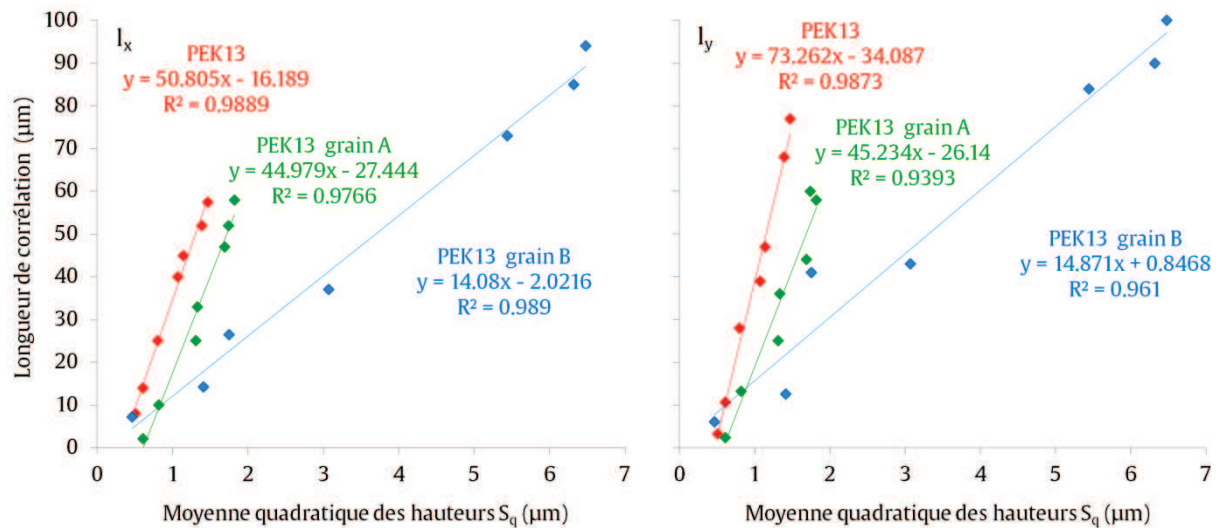 l_x
PEK13
y = 50.805x - 16.189
R² = 0.9889
PEK13 grain A
y = 44.979x - 27.444
R² = 0.9766
PEK13 grain B
y = 14.08x - 2.0216
R² = 0.989
Longueur de corrélation (µm)
100
90
80
70
60
50
40
30
20
10
0
0 1 2 3 4 5 6 7
Moyenne quadratique des hauteurs S_q (µm)
l_y
PEK13
y = 73.262x - 34.087
R² = 0.9873
PEK13 grain A
y = 45.234x - 26.14
R² = 0.9393
PEK13 grain B
y = 14.871x + 0.8468
R² = 0.961
0 1 2 3 4 5 6 7
Moyenne quadratique des hauteurs S_q (µm)